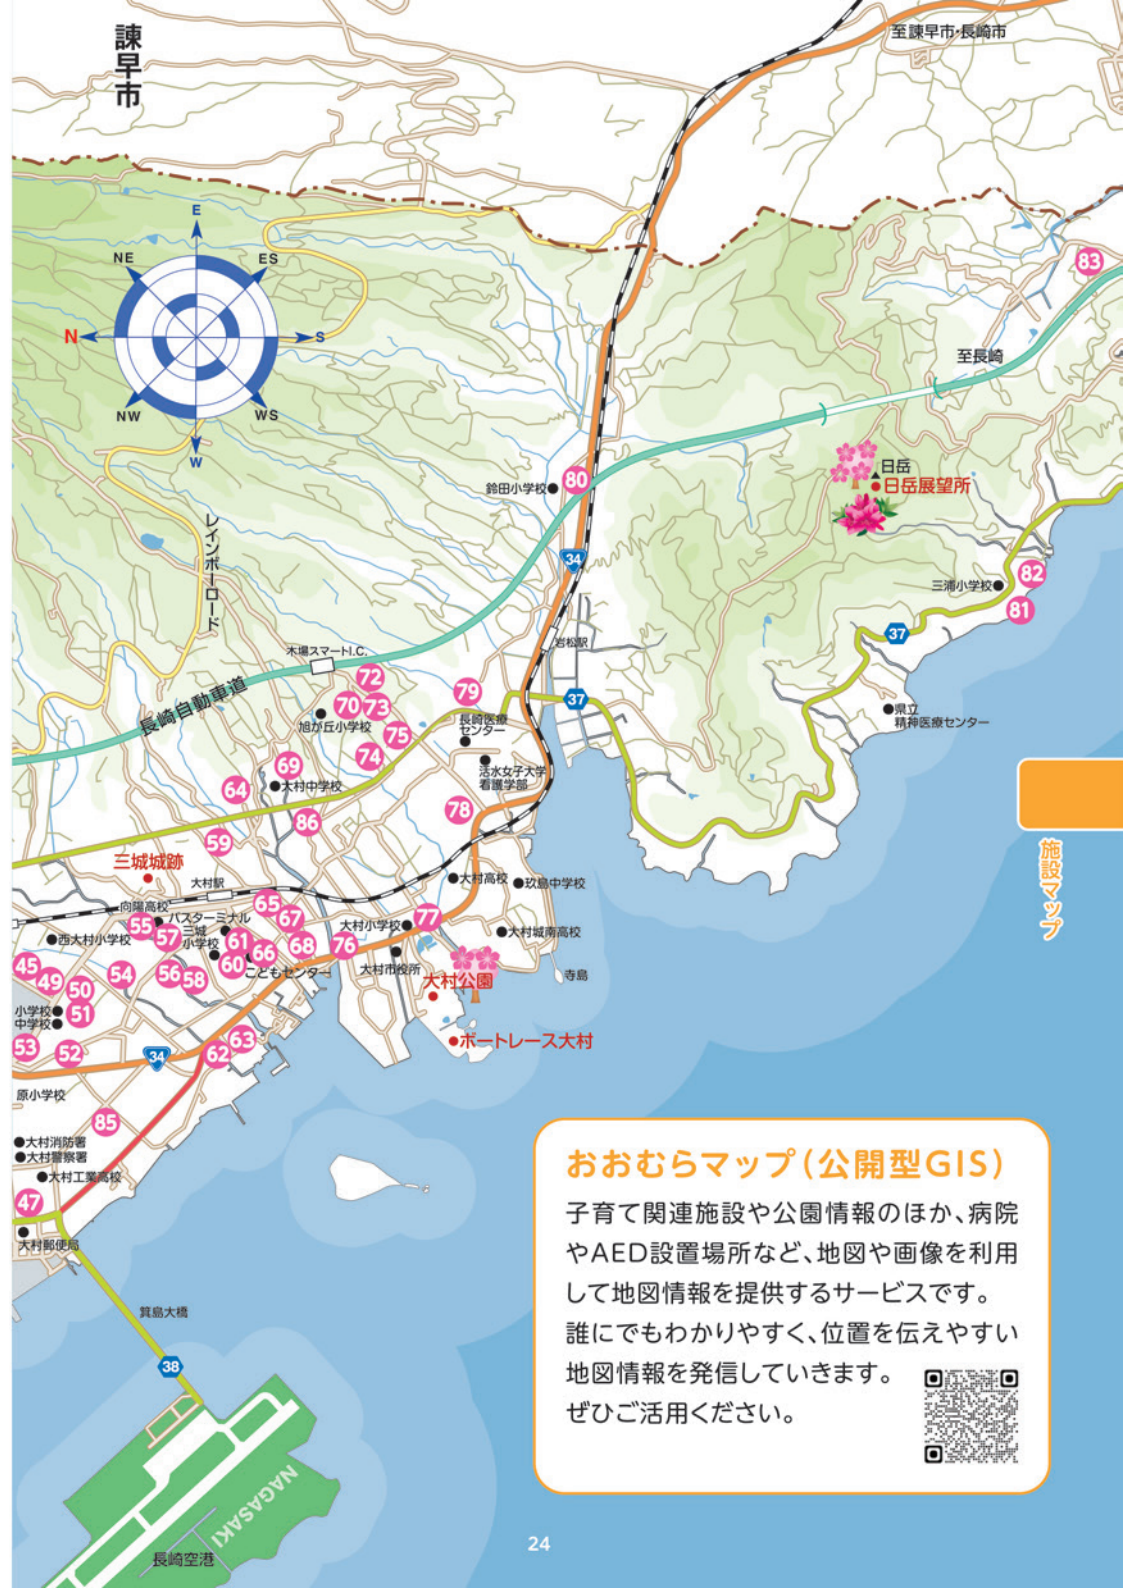 諫早市
至諫早市・長崎市
E
NE
ES
N
S
NW
WS
W
83
至長崎
日岳
日岳展望所
鈴田小学校
80
34
レインボーロード
三浦小学校
82
81
37
岩松駅
木場スマートI.C.
長崎自動車道
72
70
73
旭が丘小学校
75
74
79
長崎医療
センター
37
県立
精神医療センター
活水女子大学
看護学部
69
大村中学校
64
86
78
59
三城城跡
大村駅
大村高校
玖島中学校
施設マップ
向陽高校
バスターミナル
65
67
55
57
三城
小学校
61
66
68
60
こどもセンター
大村小学校
77
76
大村市役所
大村城南高校
西大村小学校
45
49
50
54
56
58
大村公園
寺島
小学校
中学校
51
53
52
34
62
63
ボートレース大村
原小学校
85
大村消防署
大村警察署
大村工業高校
47
大村郵便局
箕島大橋
38
NAGASAKI
長崎空港
おおむらマップ(公開型GIS)
子育て関連施設や公園情報のほか、病院
やAED設置場所など、地図や画像を利用
して地図情報を提供するサービスです。
誰にでもわかりやすく、位置を伝えやすい
地図情報を発信していきます。
ぜひご活用ください。
24